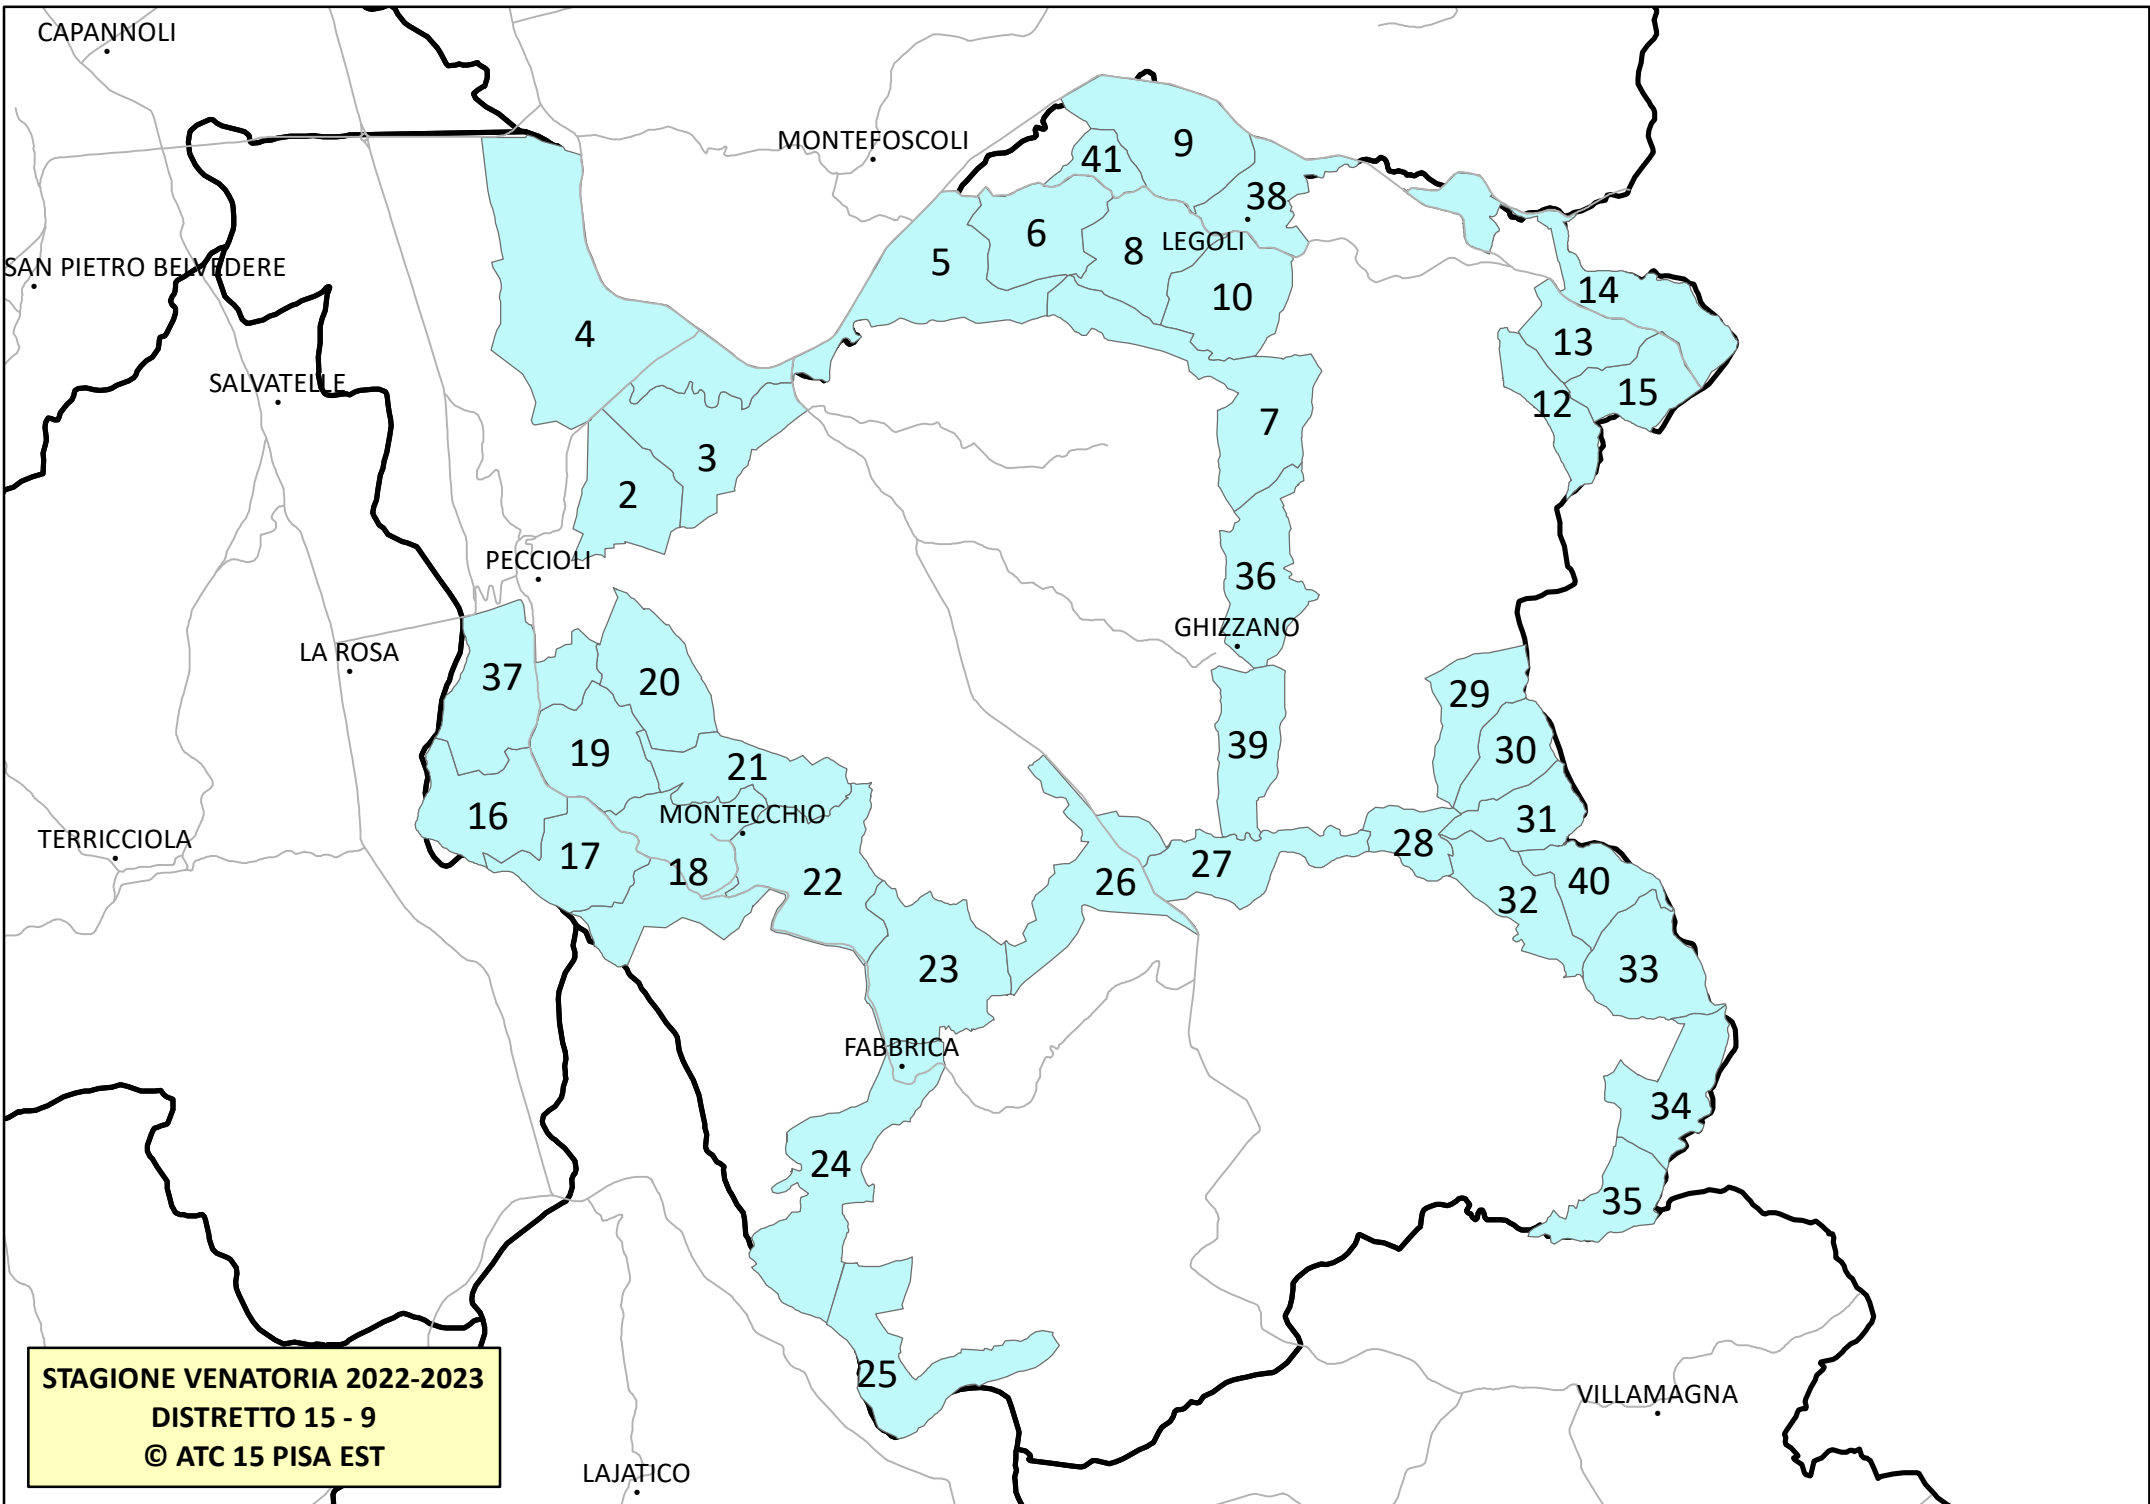 CAPANNOLI
MONTEFOSCOLI
9
41
38
6
LEGOLI
5
8
SAN PIETRO BELVEDERE
10
14
4
13
SALVATELLE
15
12
7
3
2
PECCIOLI
36
GHIZZANO
LA ROSA
37
20
29
39
19
30
21
MONTECCHIO
16
31
TERRICCIOLA
28
17
27
18
22
26
40
32
23
33
FABBRICA
34
24
35
25
STAGIONE VENATORIA 2022-2023
DISTRETTO 15 - 9
© ATC 15 PISA EST
VILLAMAGNA
LAJATICO